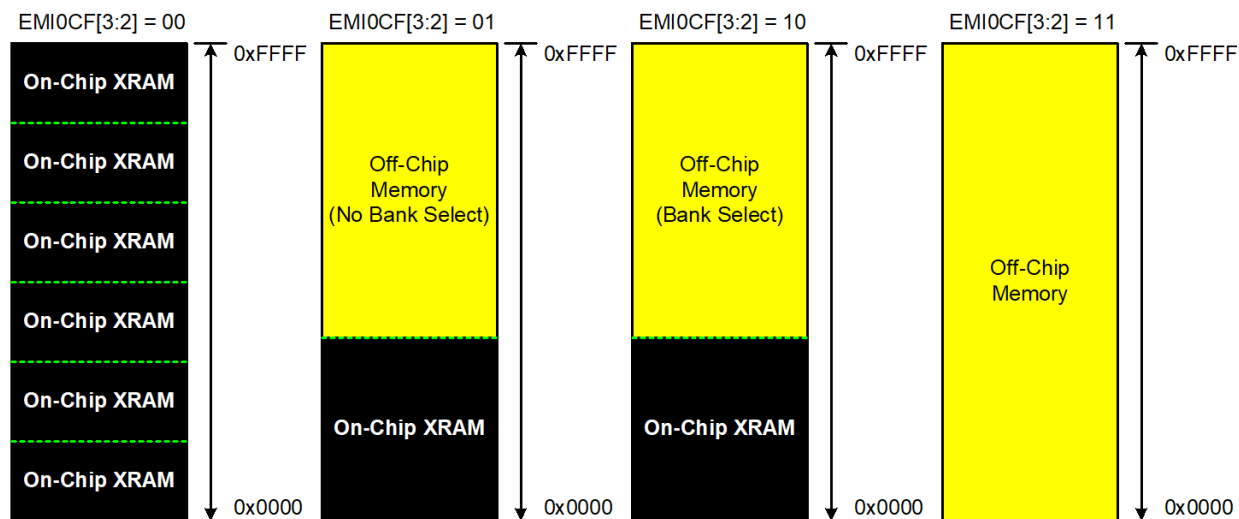 EMI0CF[3:2] = 00
On-Chip XRAM
On-Chip XRAM
On-Chip XRAM
On-Chip XRAM
On-Chip XRAM
On-Chip XRAM
0xFFFF
0x0000
EMI0CF[3:2] = 01
Off-Chip
Memory
(No Bank Select)
On-Chip XRAM
0xFFFF
0x0000
EMI0CF[3:2] = 10
Off-Chip
Memory
(Bank Select)
On-Chip XRAM
0xFFFF
0x0000
EMI0CF[3:2] = 11
Off-Chip
Memory
0xFFFF
0x0000